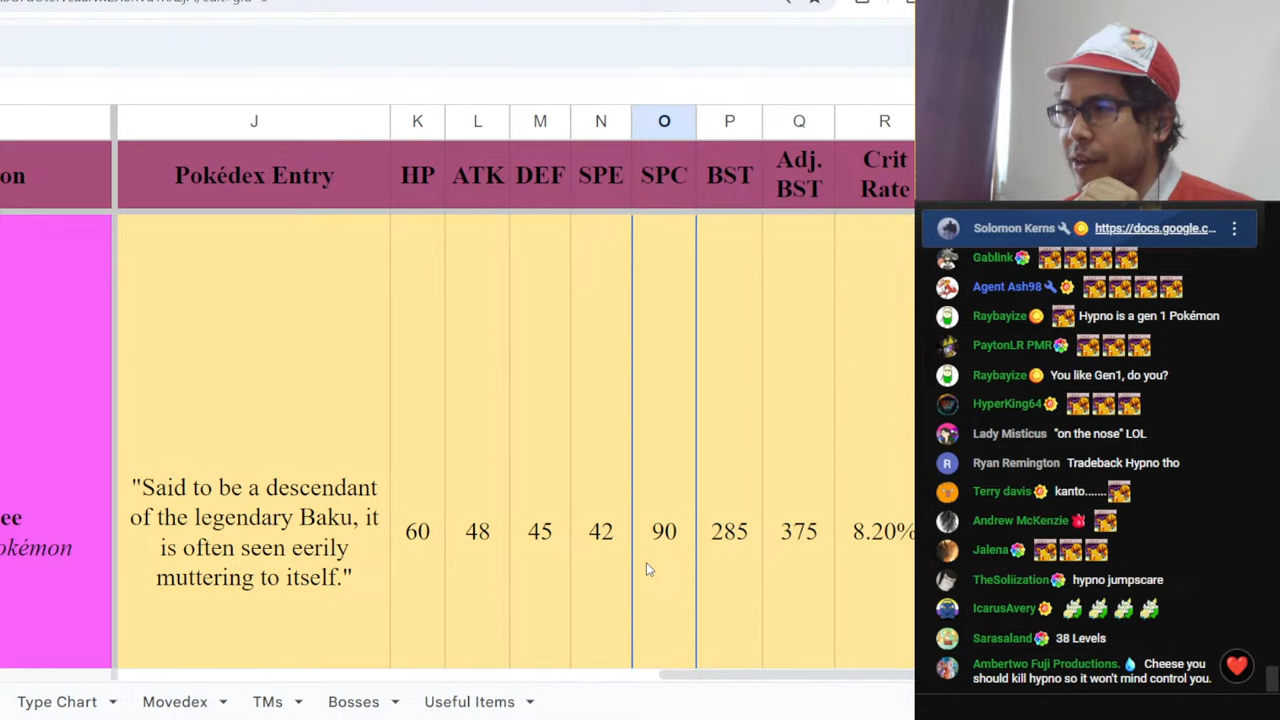 J K L M N O P Q R
on Pokédex Entry HP ATK DEF SPE SPC BST Adj. BST Crit Rate
"Said to be a descendant
of the legendary Baku, it
is often seen eerily
muttering to itself."
ee
okémon
60 48 45 42 90 285 375 8.20%
Type Chart Movedex TMs Bosses Useful Items
Solomon Kerns https://docs.google.c...
Gablink
Agent Ash98
Raybayize Hypno is a gen 1 Pokémon
PaytonLR PMR
Raybayize You like Gen1, do you?
HyperKing64
Lady Misticus "on the nose" LOL
R Ryan Remington Tradeback Hypno tho
Terry davis kanto.......
Andrew McKenzie
Jalena
TheSoliization hypno jumpscare
IcarusAvery
Sarasaland 38 Levels
Ambertwo Fuji Productions. Cheese you
should kill hypno so it won't mind control you.